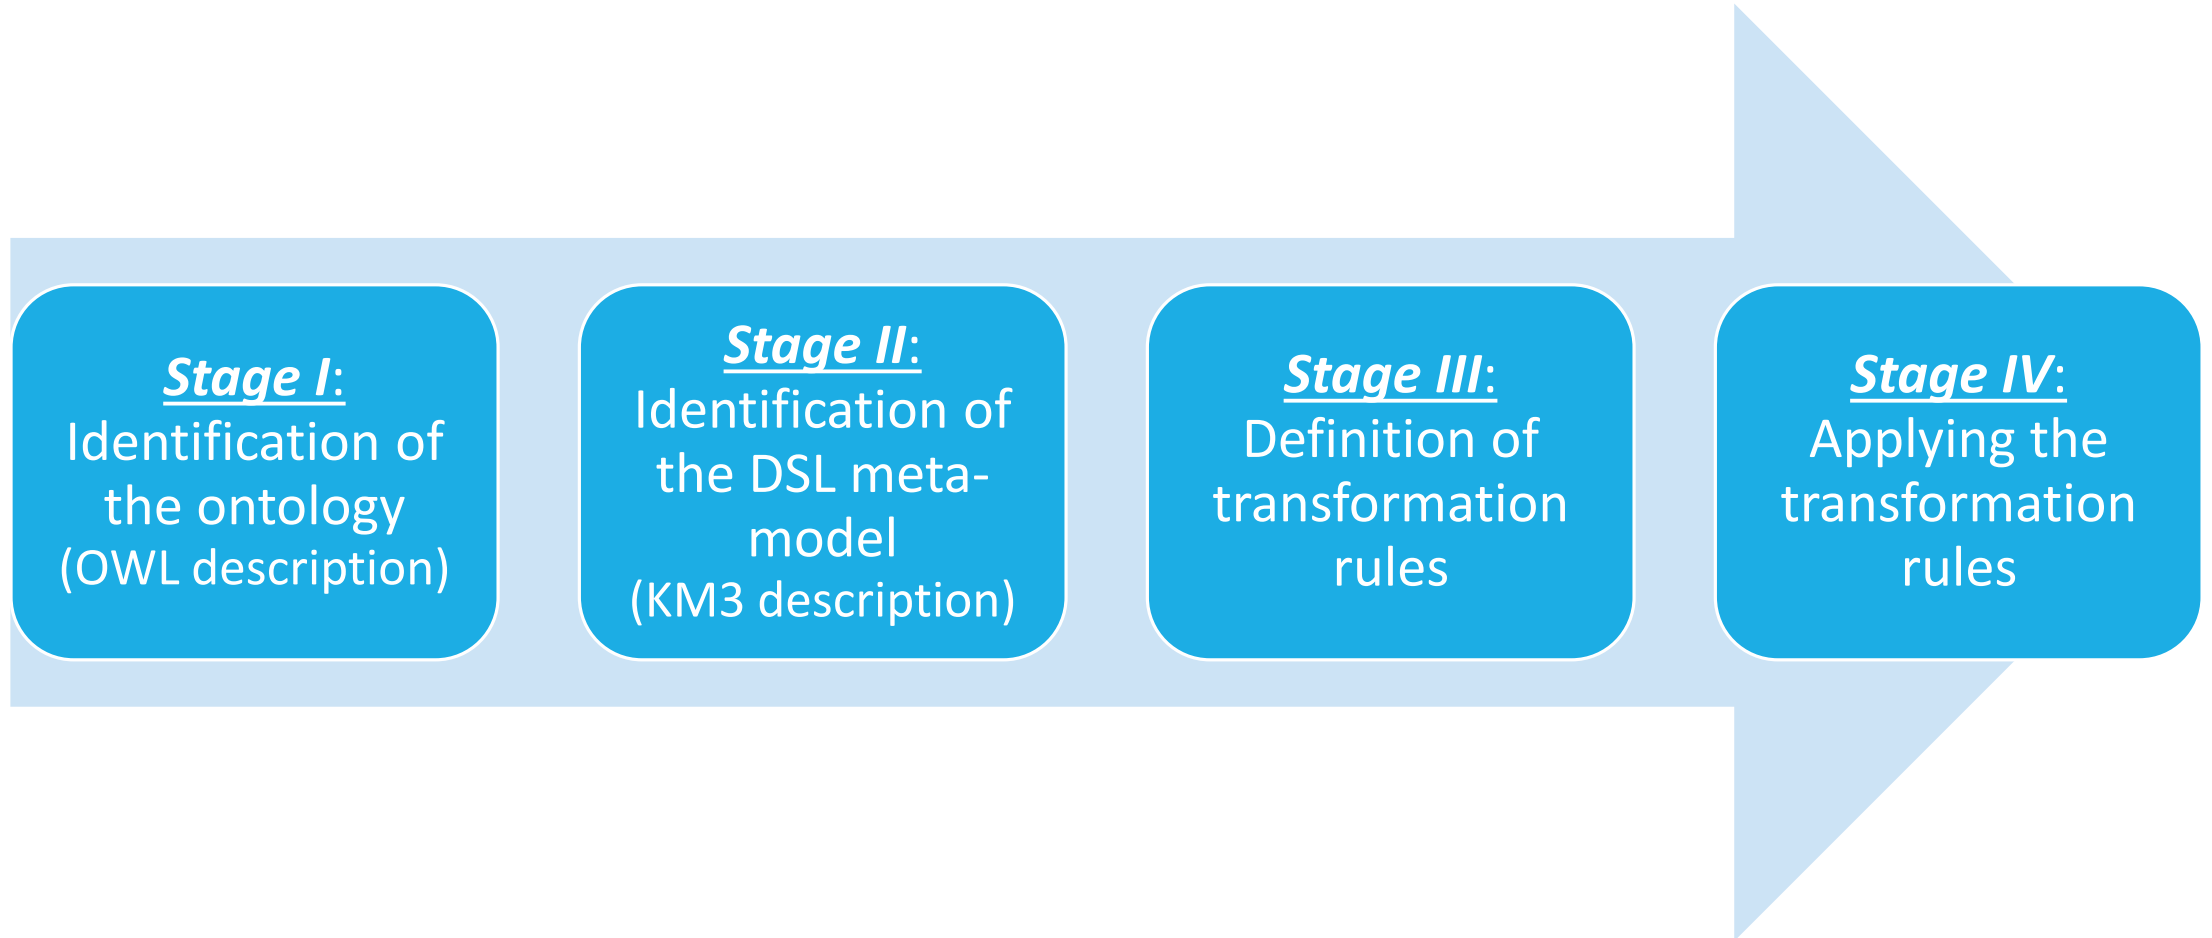 Stage I:
Identification of
the ontology
(OWL description)
Stage II:
Identification of
the DSL meta-
model
(KM3 description)
Stage III:
Definition of
transformation
rules
Stage IV:
Applying the
transformation
rules